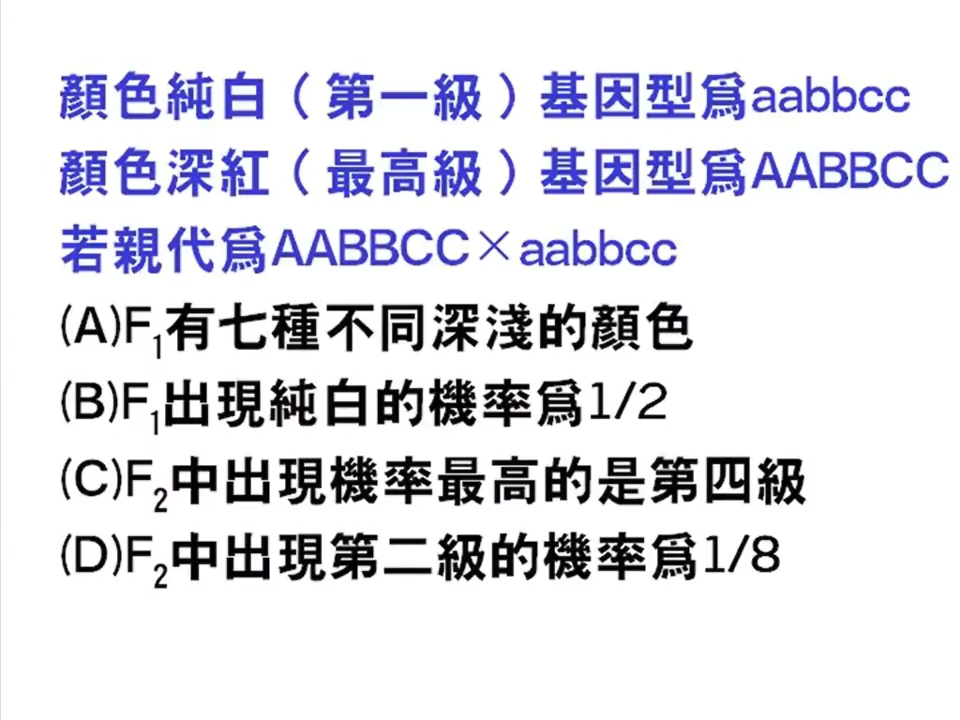 顏色純白（第一級）基因型爲aabbcc
顏色深紅（最高級）基因型爲AABBCC
若親代爲AABBCC×aabbcc
(A)F₁有七種不同深淺的顏色
(B)F₁出現純白的機率爲1/2
(C)F₂中出現機率最高的是第四級
(D)F₂中出現第二級的機率爲1/8